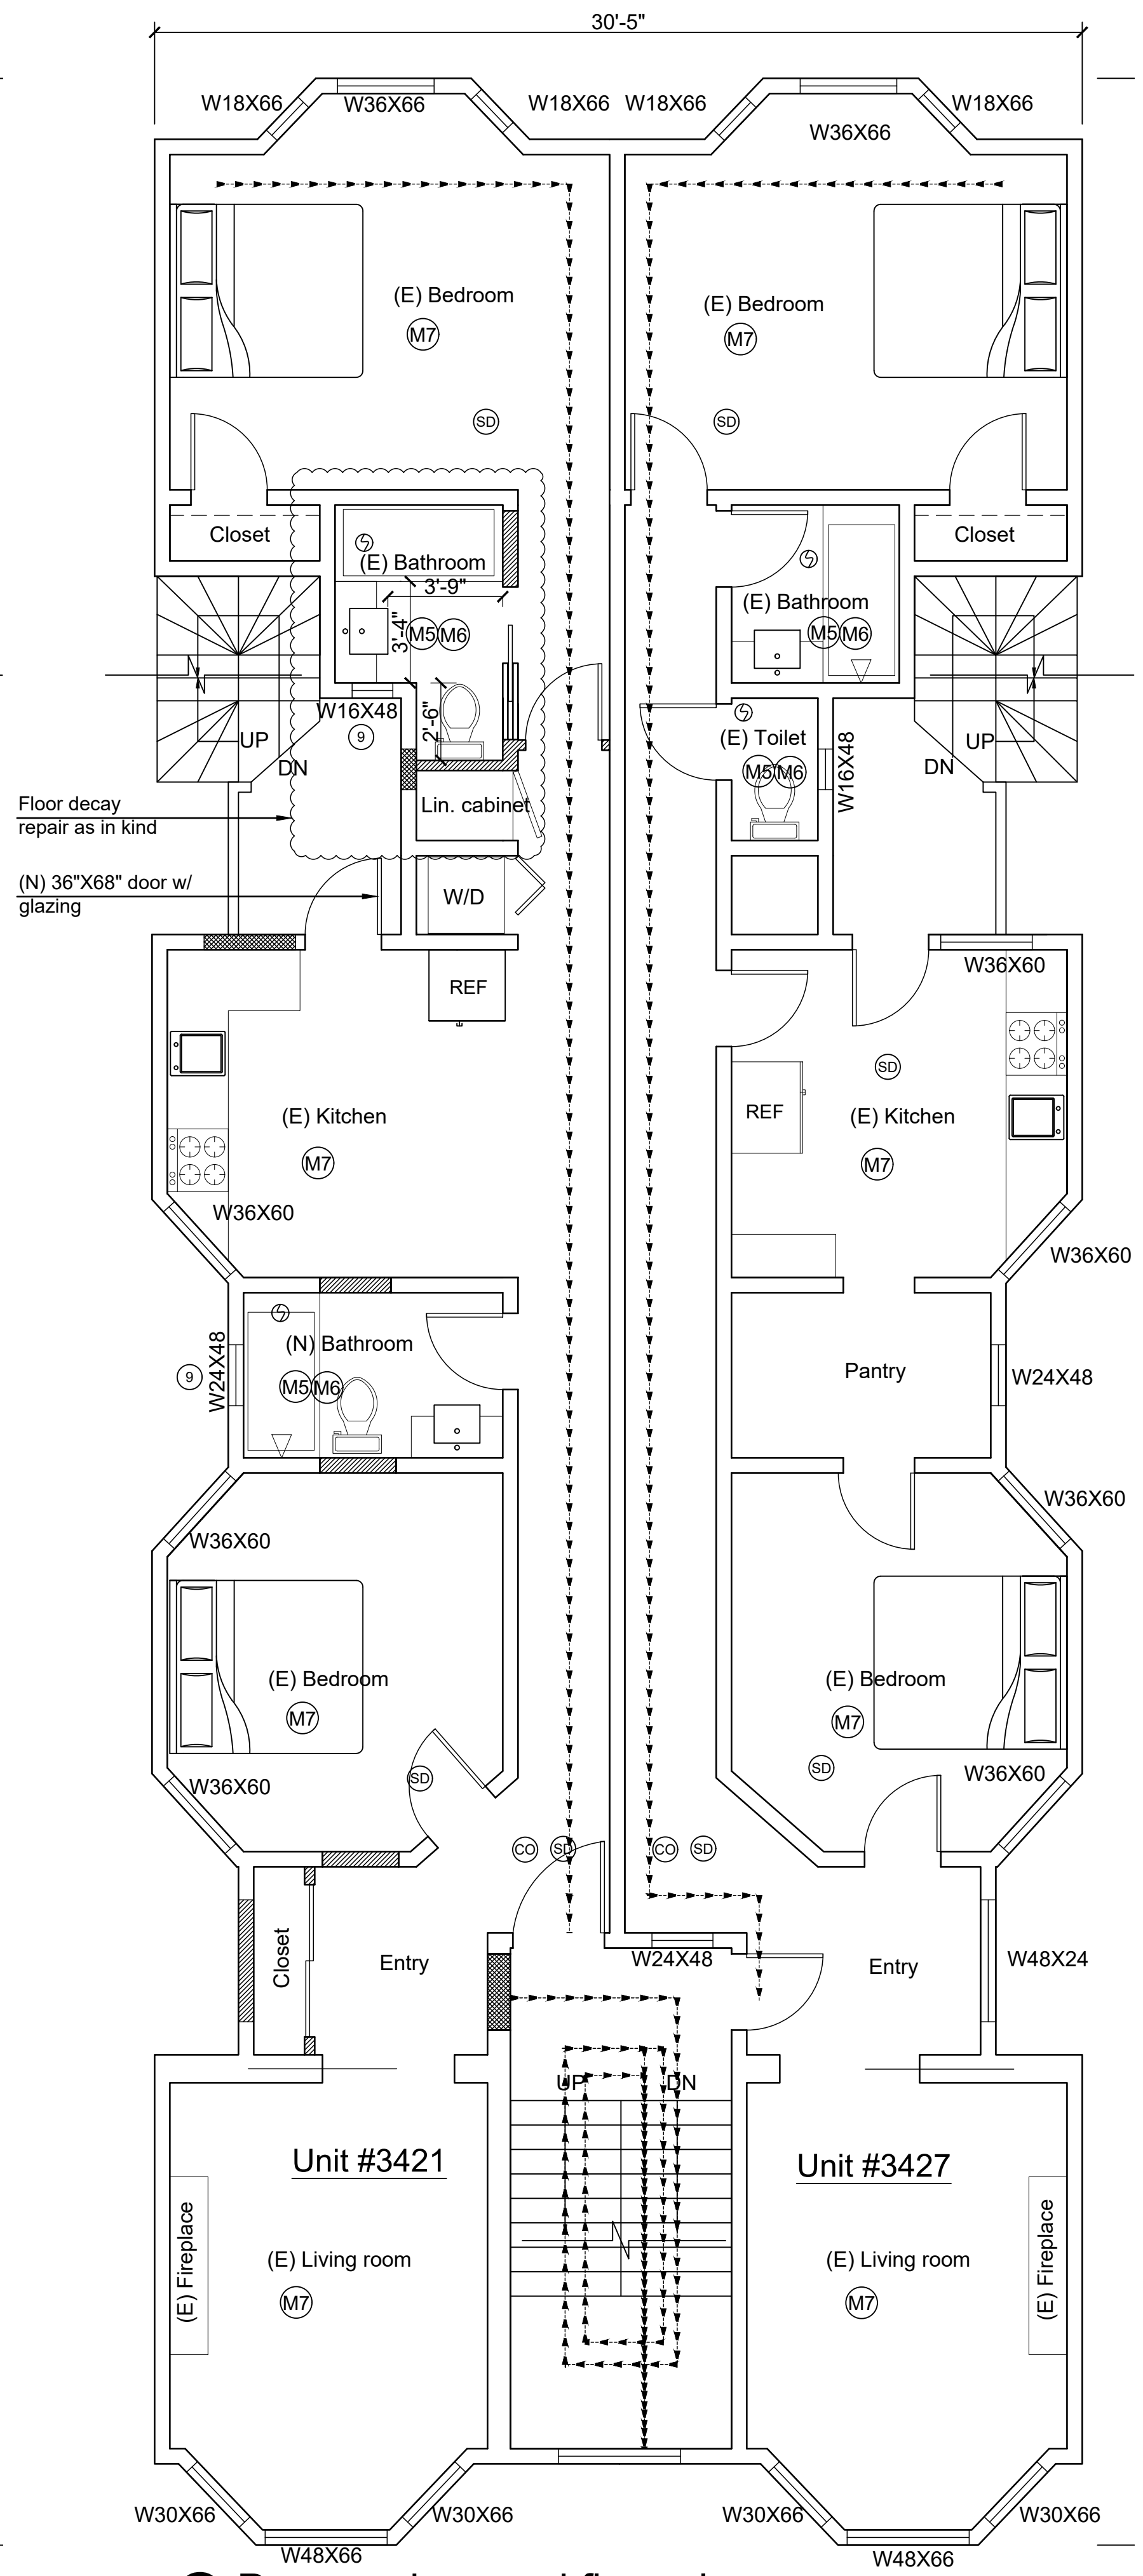 30'-5"
W18X66
W36X66
W18X66
W18X66
W36X66
W18X66
(E) Bedroom
M7
SD
(E) Bedroom
M7
SD
Closet
(E) Bathroom
3'-9"
3'-4"
M5 M6
2'-6"
W16X48
9
UP
DN
Lin. cabinet
Closet
(E) Bathroom
M5 M6
(E) Toilet
M5 M6
W16X48
UP
DN
Floor decay
repair as in kind
(N) 36"X68" door w/
glazing
W/D
REF
W36X60
SD
REF
(E) Kitchen
M7
(E) Kitchen
M7
W36X60
W36X60
(N) Bathroom
M5 M6
9
W24X48
Pantry
W24X48
W36X60
W36X60
(E) Bedroom
M7
SD
W36X60
(E) Bedroom
M7
SD
W36X60
CO
SD
CO
SD
Closet
Entry
W24X48
Entry
W48X24
UP
DN
Unit #3421
Unit #3427
(E) Fireplace
(E) Living room
M7
(E) Living room
M7
(E) Fireplace
W30X66
W30X66
W30X66
W30X66
W48X66
W48X66